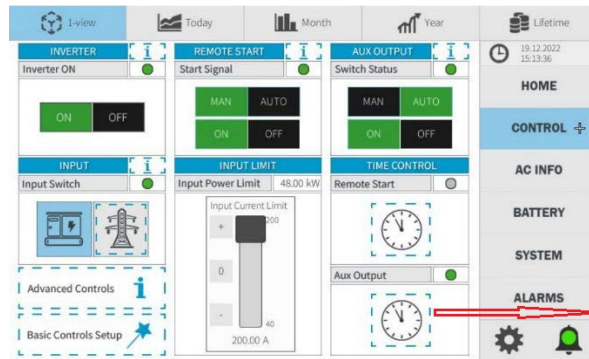 1-view
Today
Month
Year
Lifetime
INVERTER
i
Inverter ON
ON
OFF
REMOTE START
i
Start Signal
MAN
AUTO
ON
OFF
AUX OUTPUT
i
Switch Status
MAN
AUTO
ON
OFF
INPUT
i
Input Switch
INPUT LIMIT
Input Power Limit
48.00 kW
Input Current Limit
+
200
0
-
40
200.00 A
TIME CONTROL
Remote Start
Aux Output
Advanced Controls
i
Basic Controls Setup
19.12.2022
15:13:36
HOME
CONTROL
AC INFO
BATTERY
SYSTEM
ALARMS